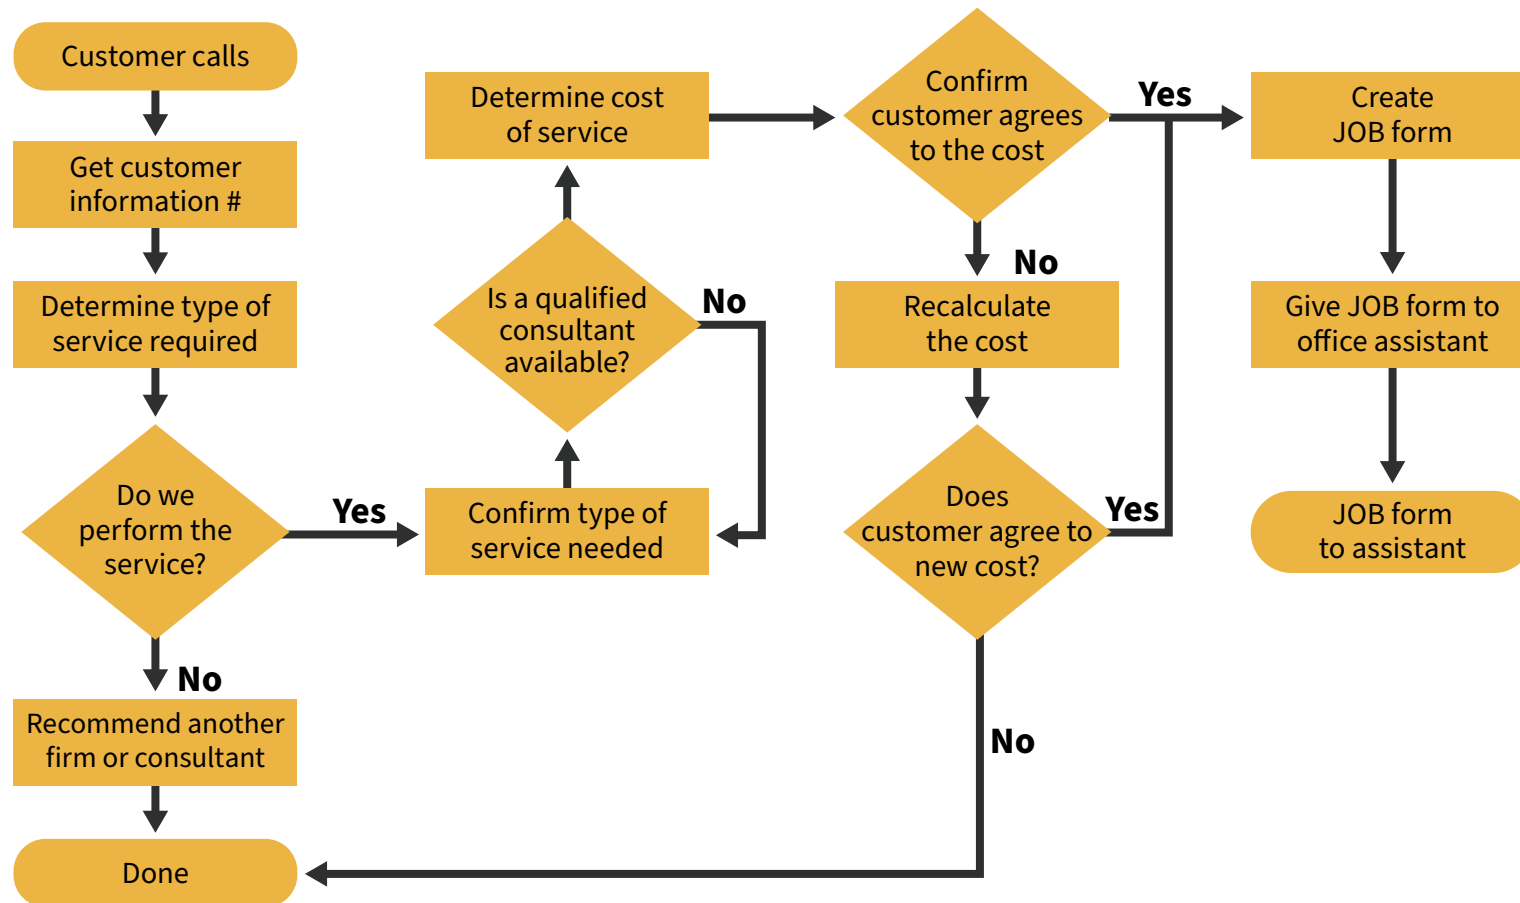 Customer calls
Get customer
information #
Determine type of
service required
Do we
perform the
service?
Yes
No
Recommend another
firm or consultant
Done
Determine cost
of service
Is a qualified
consultant
available?
No
Confirm type of
service needed
Confirm
customer agrees
to the cost
Yes
No
Recalculate
the cost
Does
customer agree to
new cost?
Yes
No
Create
JOB form
Give JOB form to
office assistant
JOB form
to assistant